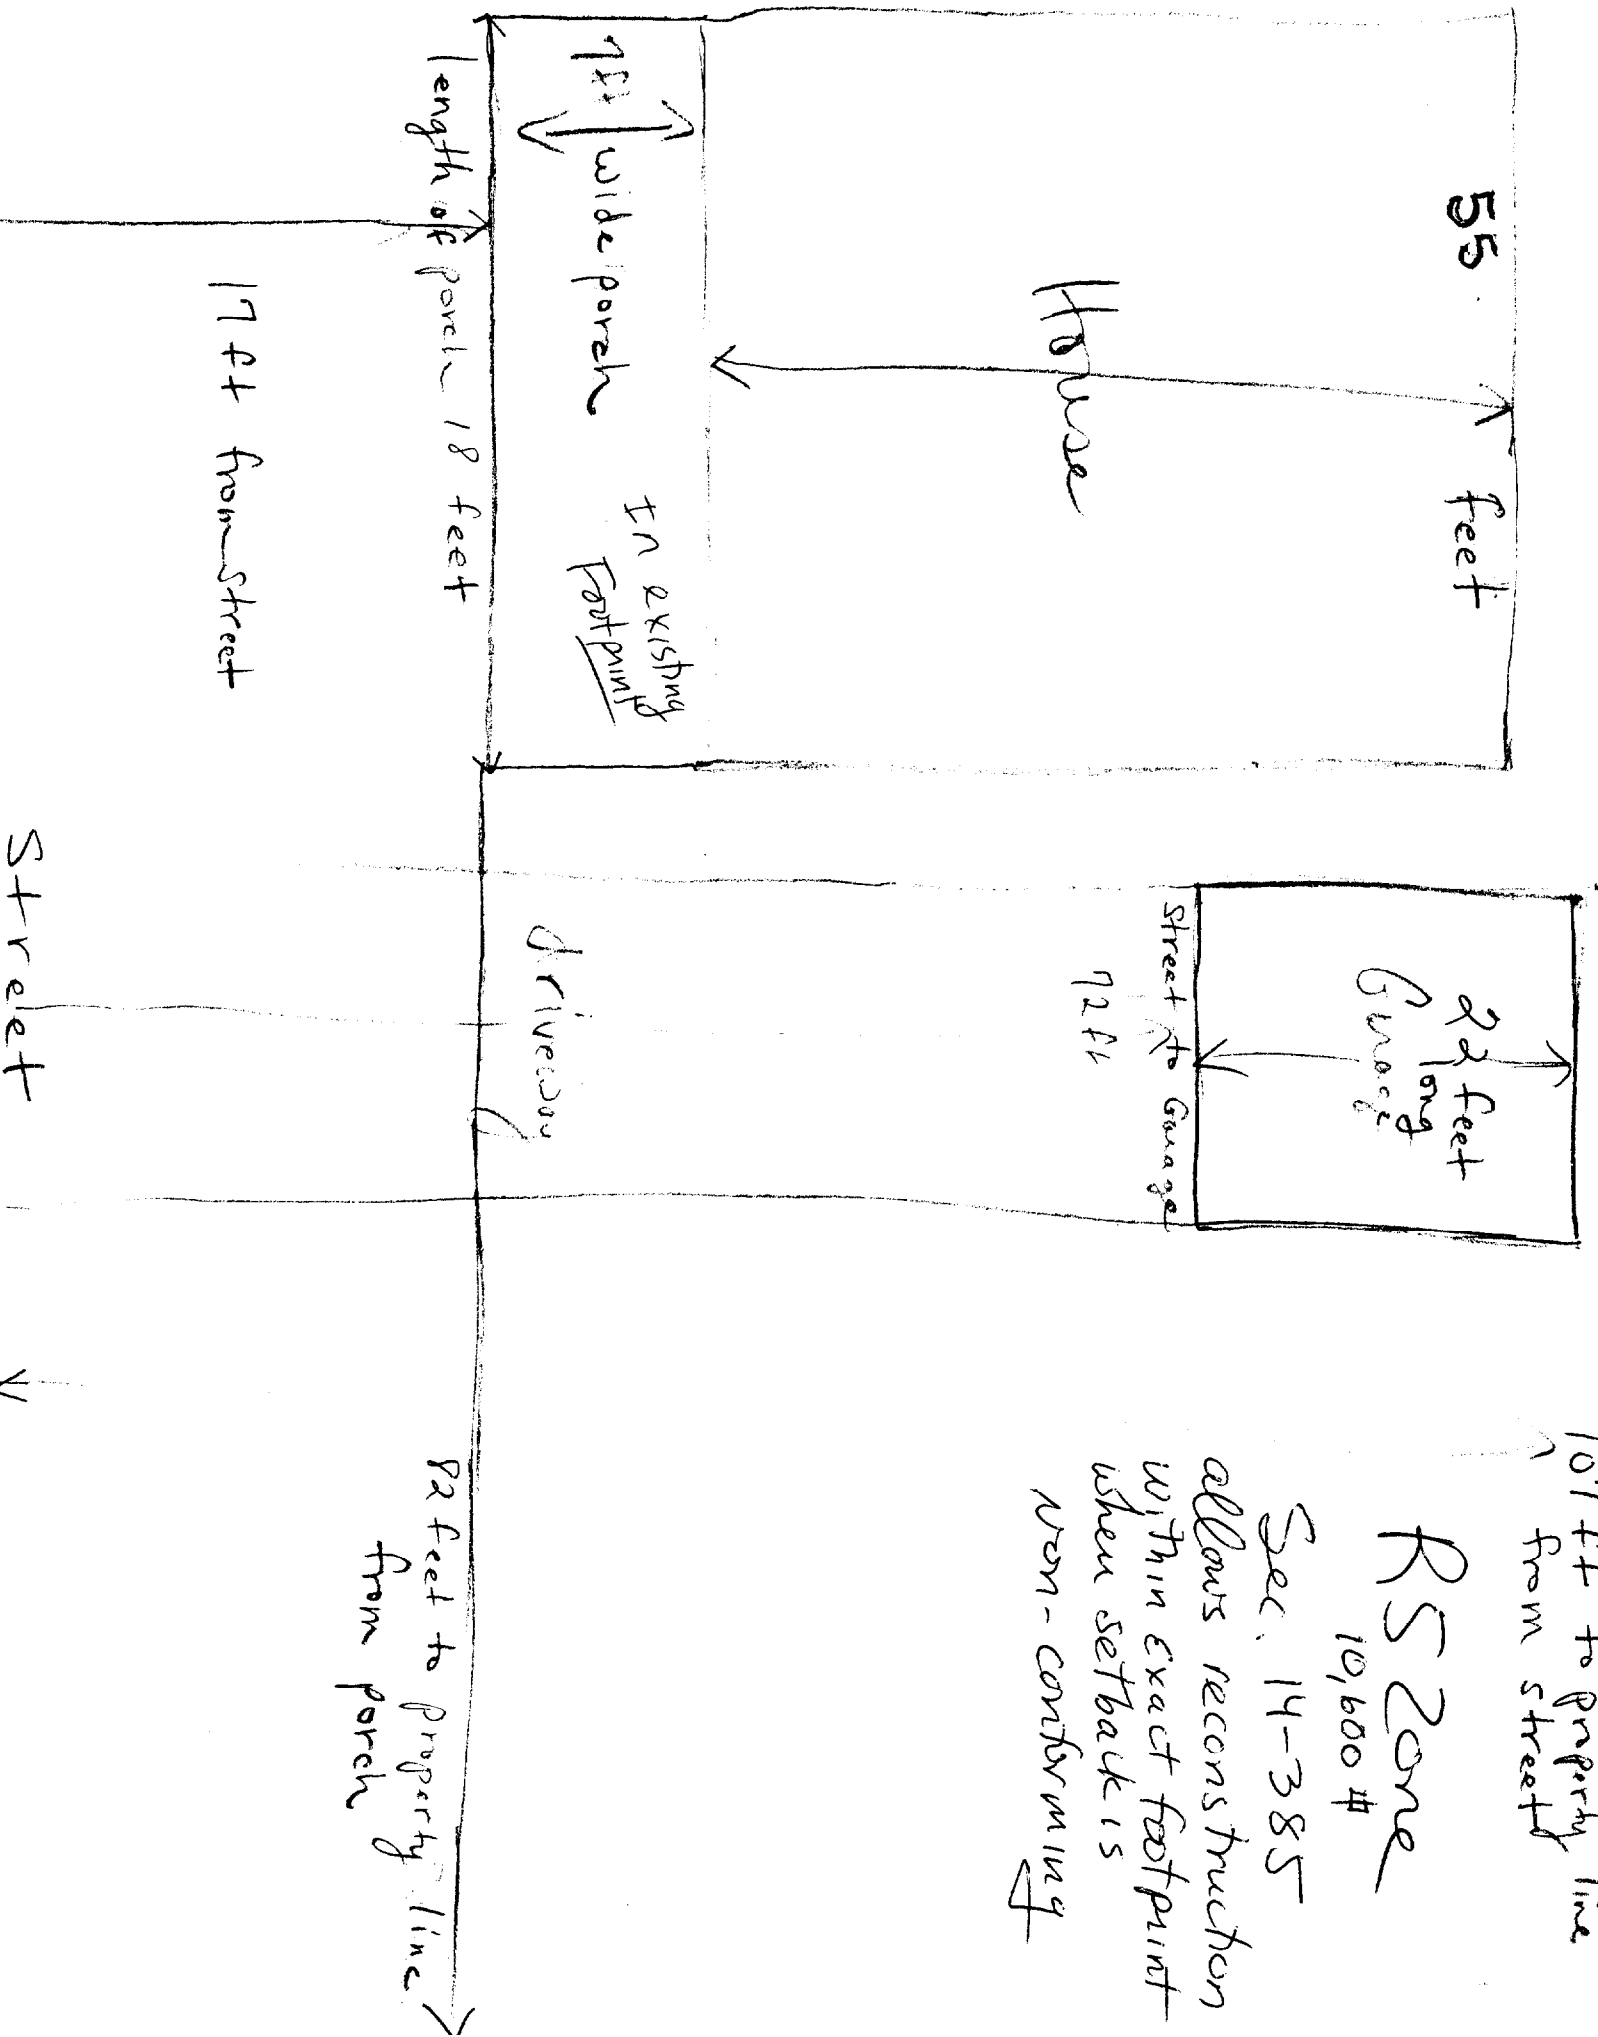 107 ft to property line
from street
R5 Zone
10,600 #
Sec. 14-385
allows reconstruction
within exact footprint
when setback is
non-conforming
55 feet
House
22 feet
long
Garage
Street to Garage
72 ft
7ft wide porch
In existing
Footprint
driveway
length of porch 18 feet
82 feet to property line
from porch
17 ft from street
Street